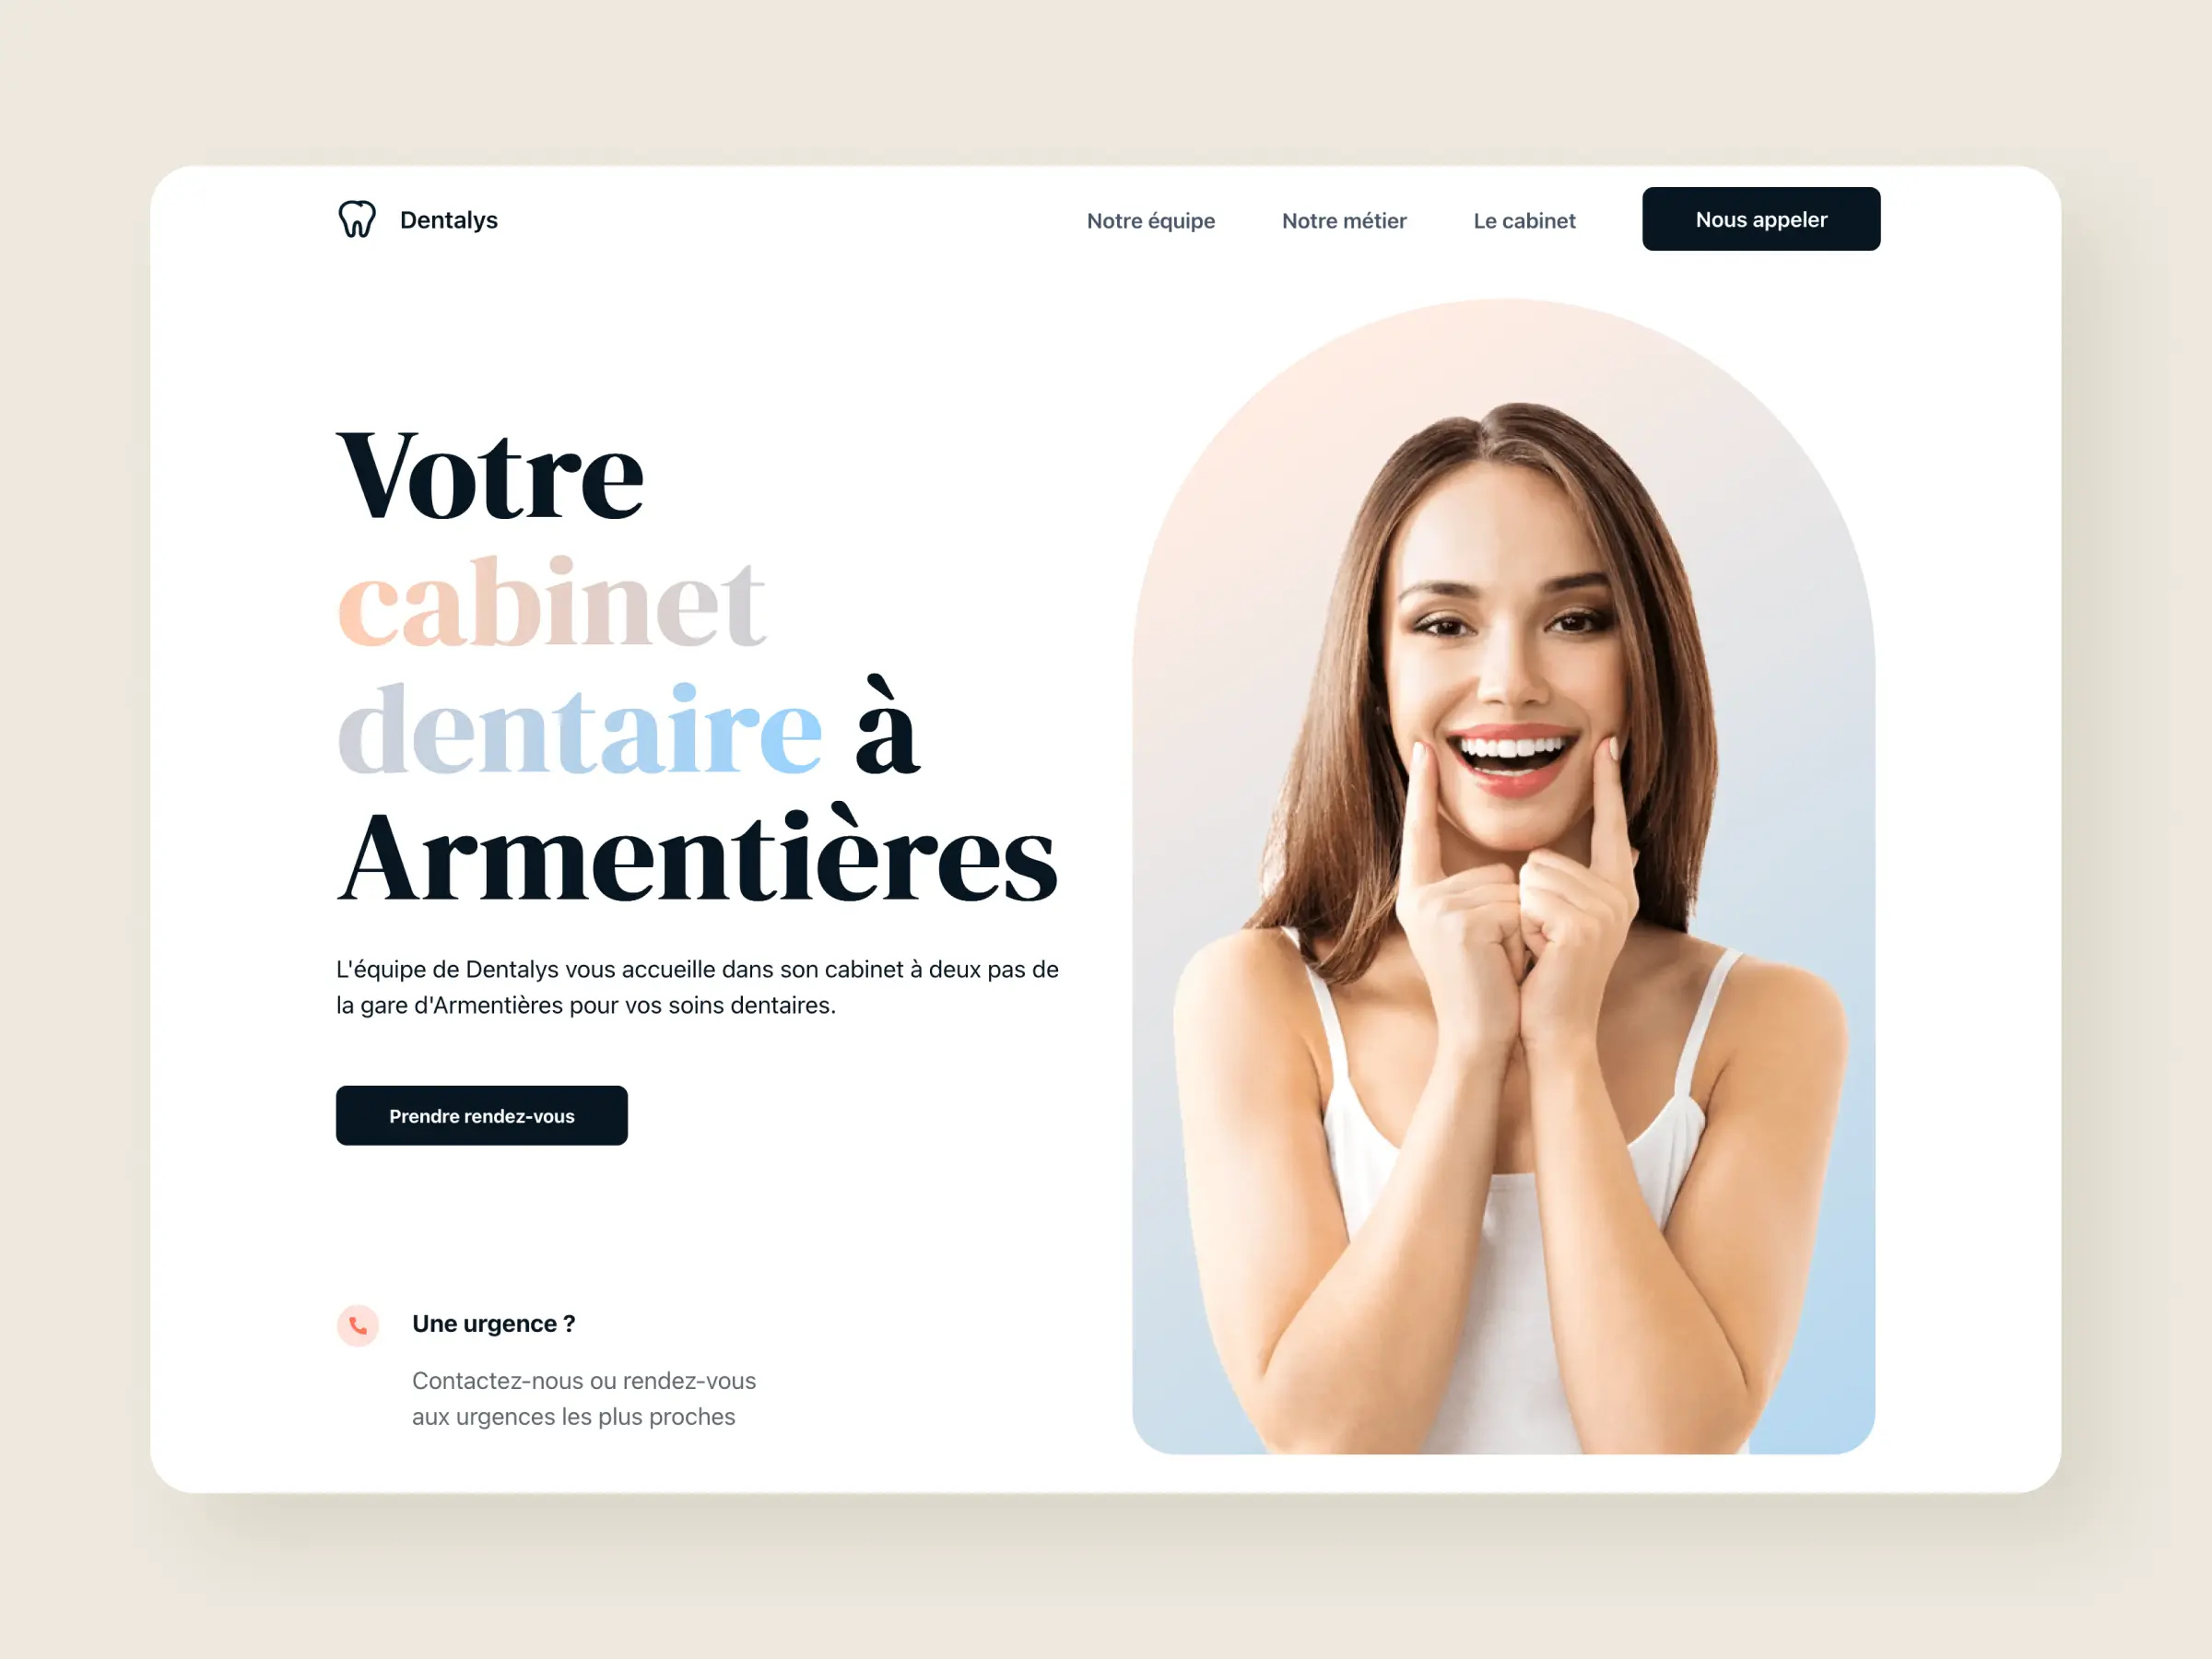 Dentalys
Notre équipe
Notre métier
Le cabinet
Nous appeler
Votre
cabinet
dentaire à
Armentières
L'équipe de Dentalys vous accueille dans son cabinet à deux pas de
la gare d'Armentières pour vos soins dentaires.
Prendre rendez-vous
Une urgence ?
Contactez-nous ou rendez-vous
aux urgences les plus proches